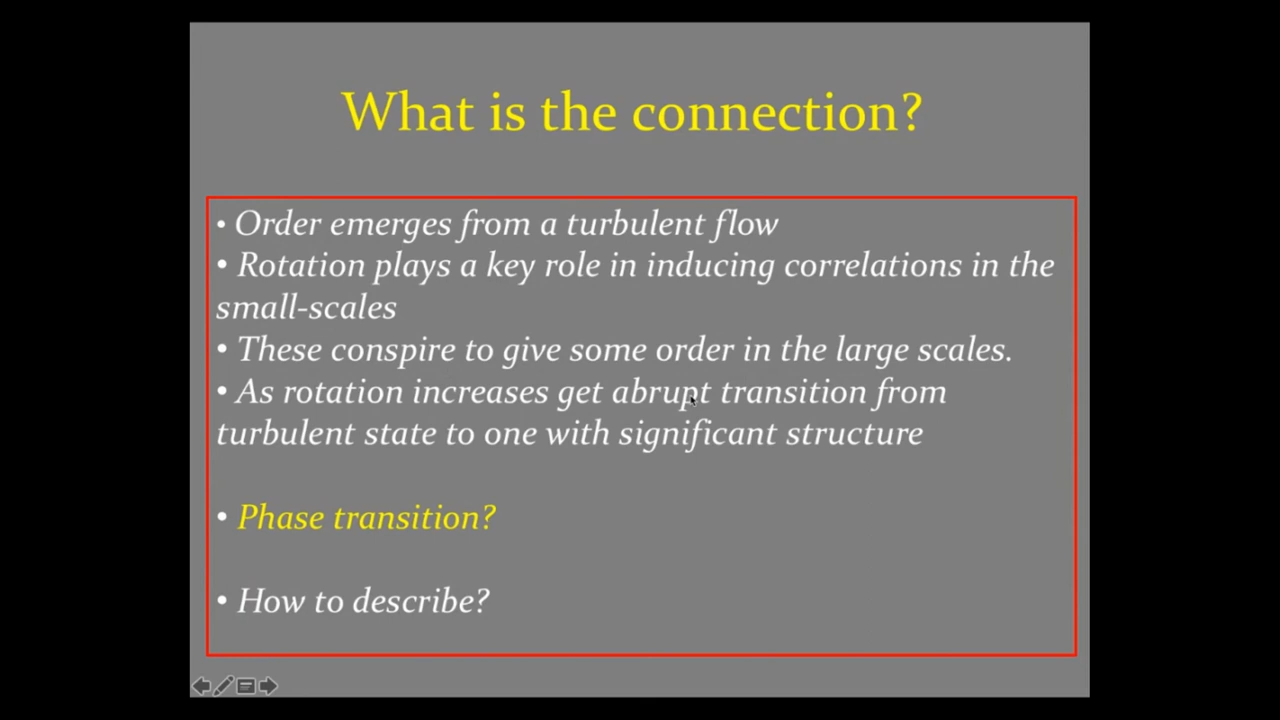 What is the connection?
• Order emerges from a turbulent flow
• Rotation plays a key role in inducing correlations in the
small-scales
• These conspire to give some order in the large scales.
• As rotation increases get abrupt transition from
turbulent state to one with significant structure
• Phase transition?
• How to describe?